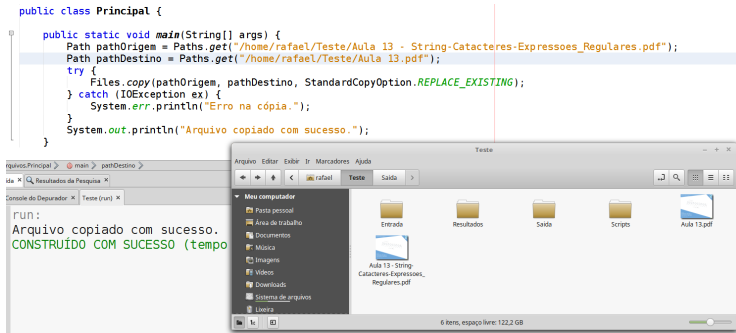 public class Principal {
public static void main(String[] args) {
Path pathOrigem = Paths.get("/home/rafael/Teste/Aula 13 - String-Catacteres-Expressoes_Regulares.pdf");
Path pathDestino = Paths.get("/home/rafael/Teste/Aula 13.pdf");
try {
Files.copy(pathOrigem, pathDestino, StandardCopyOption.REPLACE_EXISTING);
} catch (IOException ex) {
System.err.println("Erro na cópia.");
}
System.out.println("Arquivo copiado com sucesso.");
}
rquivos.Principal main pathDestino
ída Resultados da Pesquisa
Console do Depurador Teste (run)
run:
Arquivo copiado com sucesso.
CONSTRUÍDO COM SUCESSO (tempo
Teste
Arquivo Editar Exibir Ir Marcadores Ajuda
rafael Teste Saida
Meu computador
Pasta pessoal
Área de trabalho
Documentos
Música
Imagens
Vídeos
Downloads
Sistema de arquivos
Lixeira
Entrada Resultados Saida Scripts Aula 13.pdf
Aula 13 - String-
Catacteres-Expressoes_
Regulares.pdf
6 itens, espaço livre: 122,2 GB